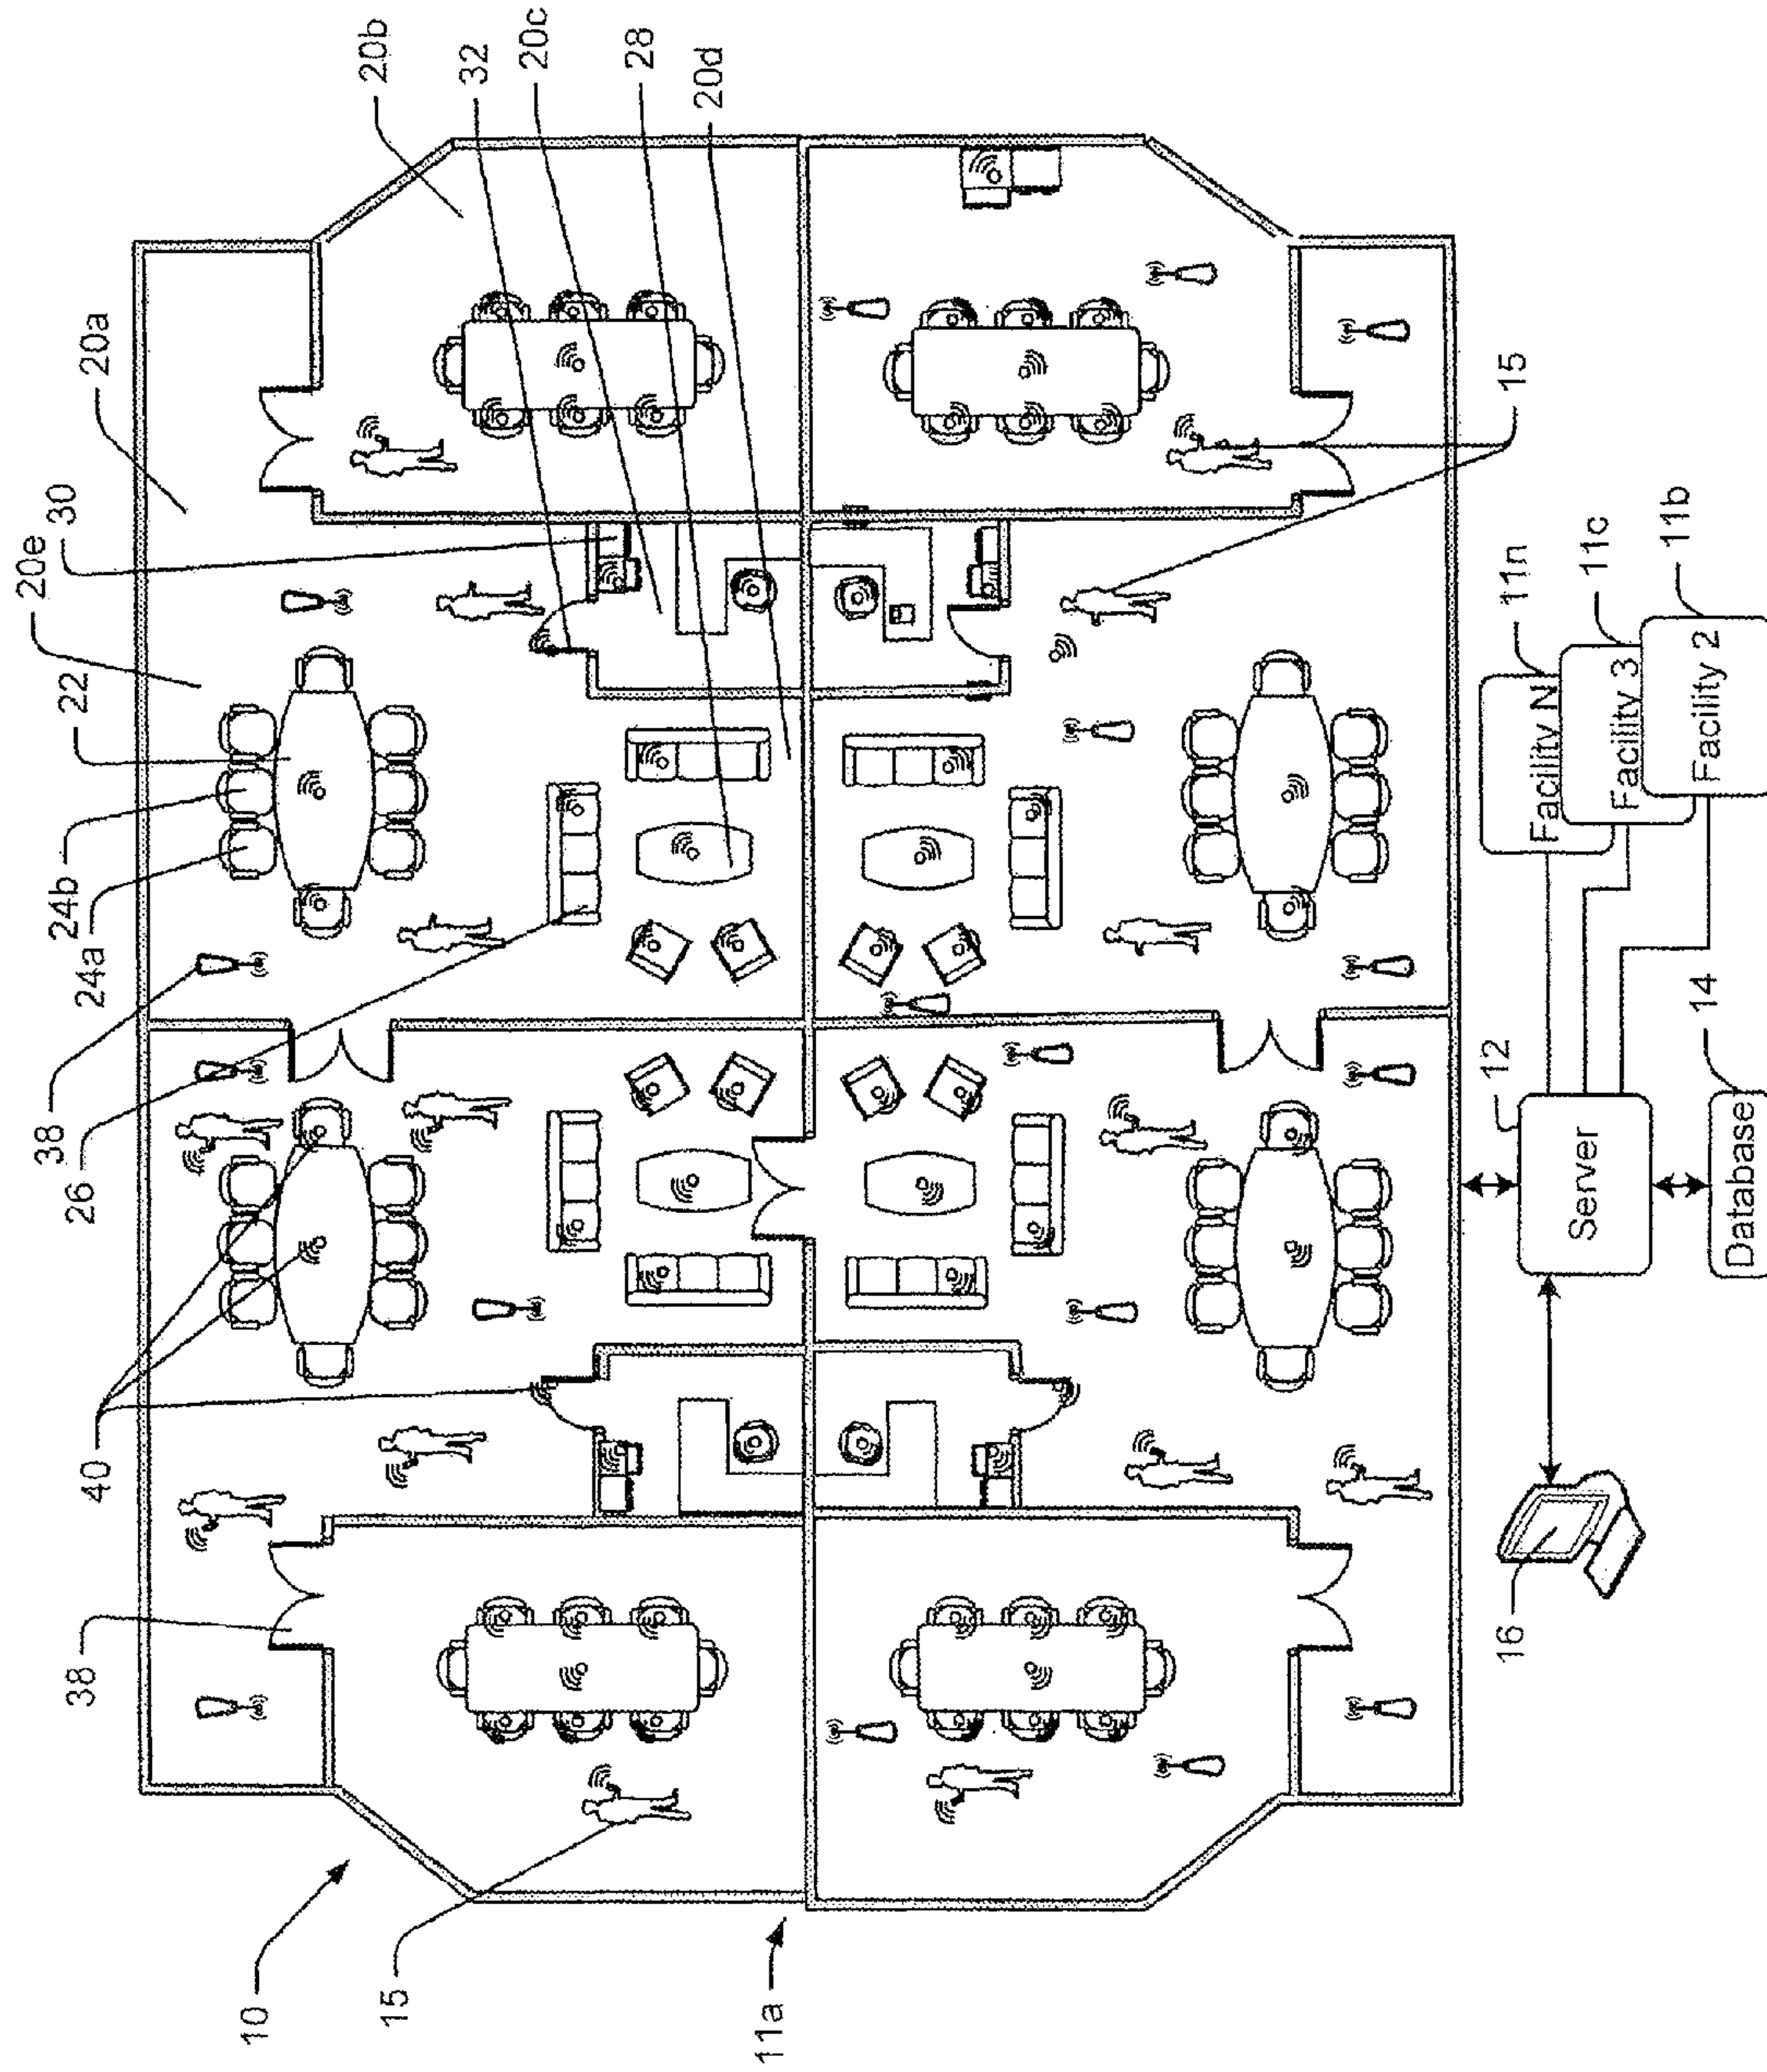 10
15
11a
38
40
26
38
24a
24b
22
20e
30
20a
20b
32
20c
28
20d
15
16
Server
12
Database
14
Facility N
11n
Facility 3
11c
Facility 2
11b